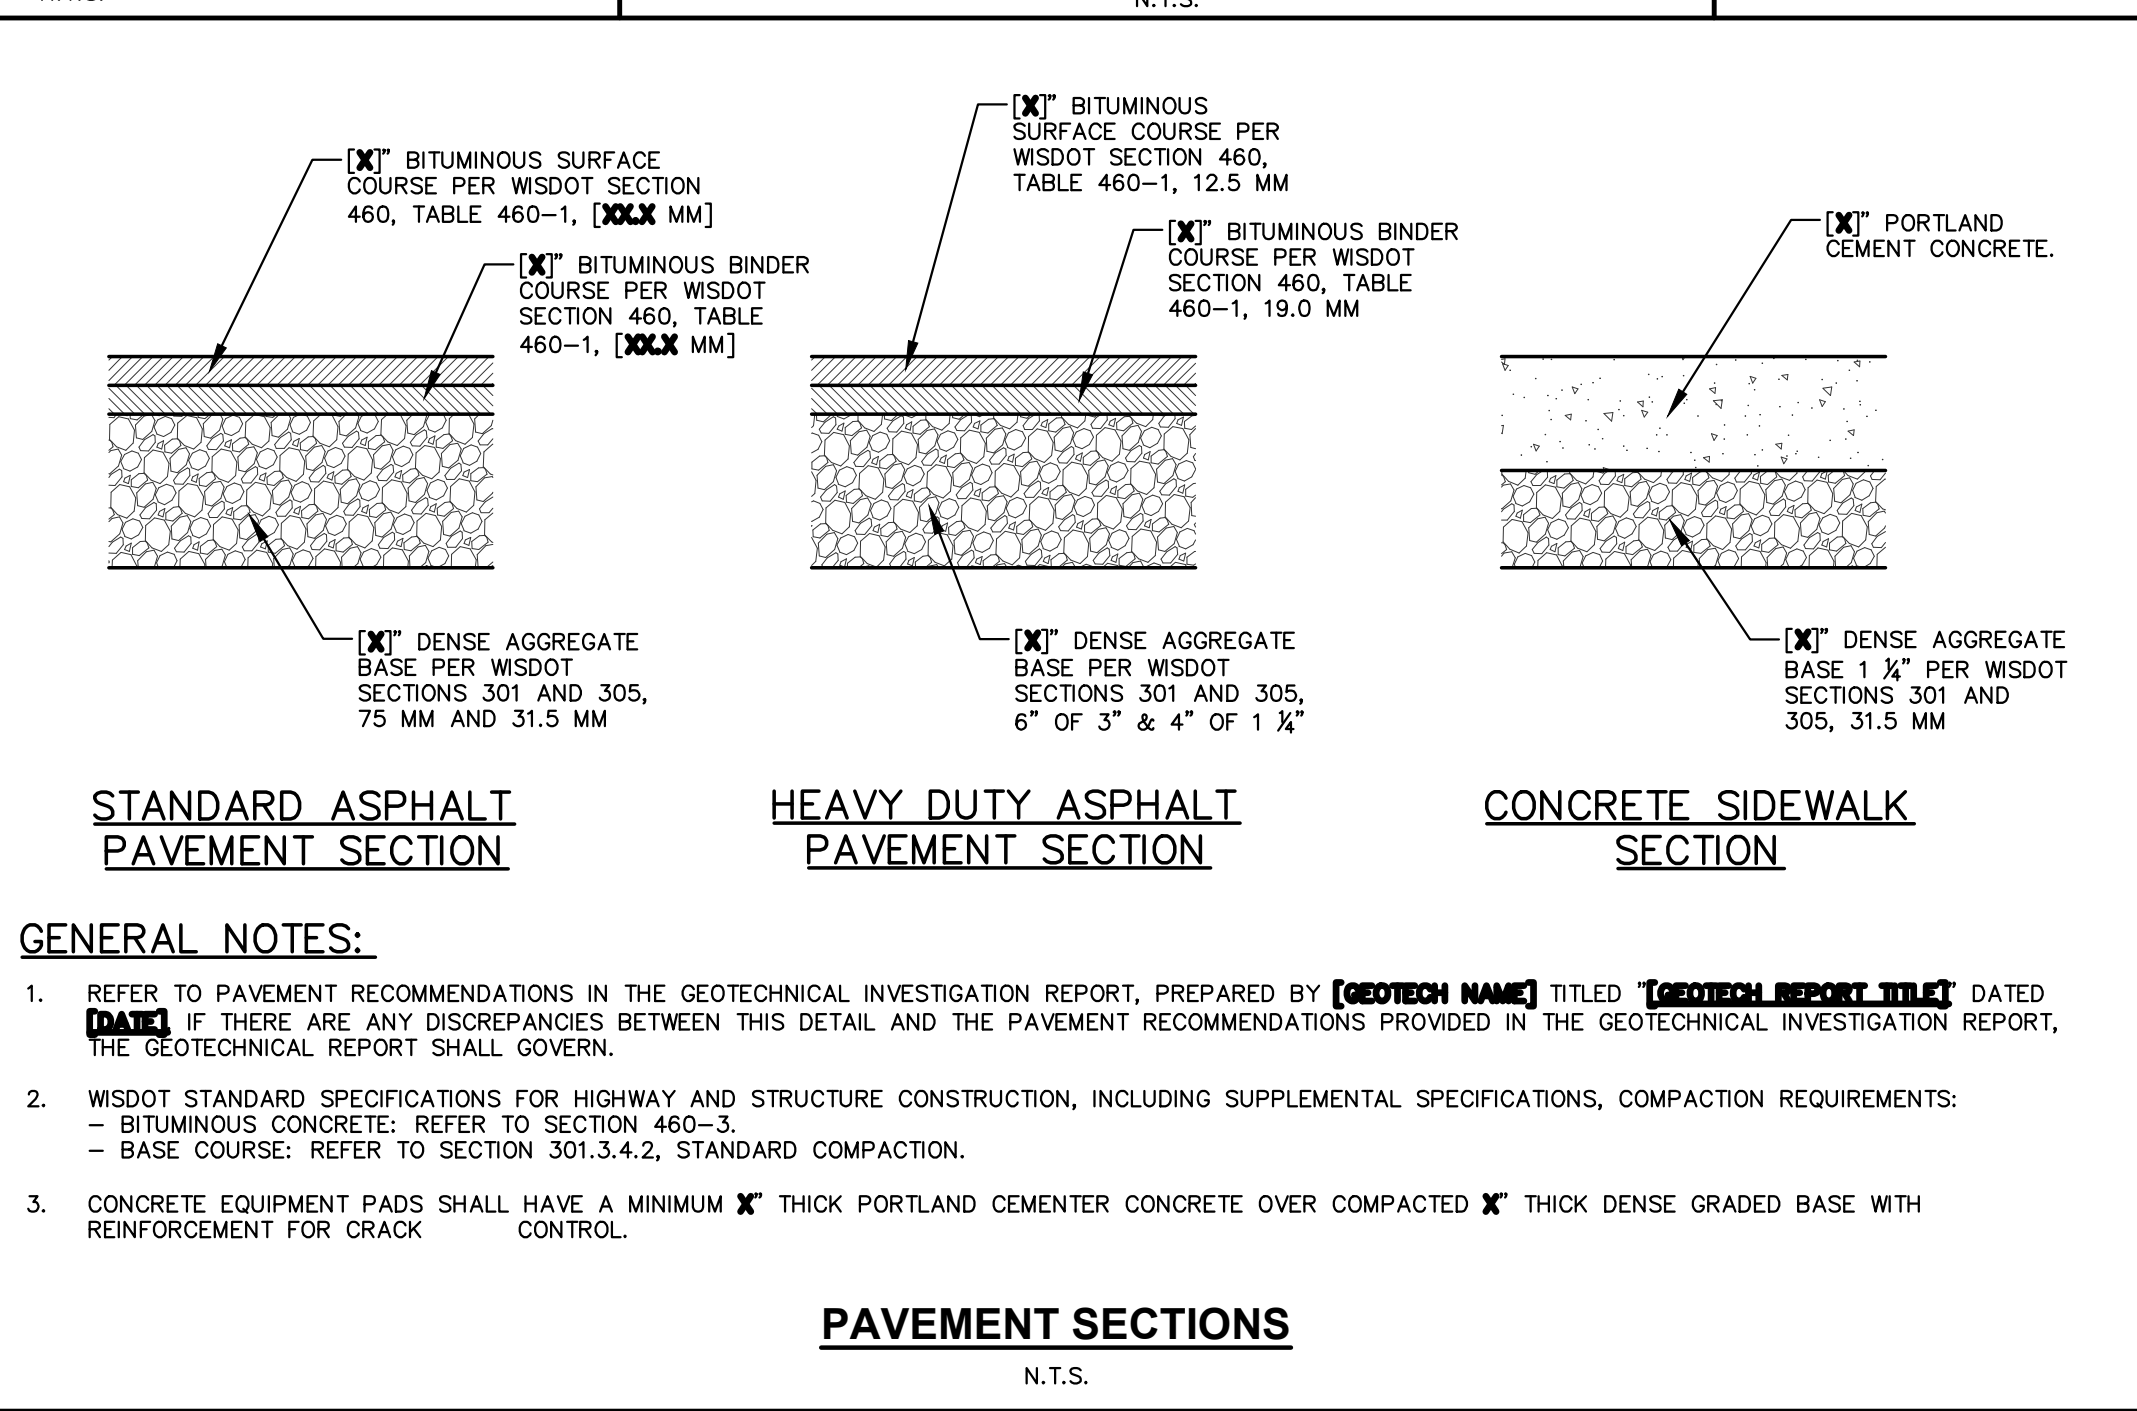 N.T.S.
[X]" BITUMINOUS SURFACE
COURSE PER WISDOT SECTION
460, TABLE 460-1, [XX.X MM]
[X]" BITUMINOUS BINDER
COURSE PER WISDOT
SECTION 460, TABLE
460-1, [XX.X MM]
[X]" DENSE AGGREGATE
BASE PER WISDOT
SECTIONS 301 AND 305,
75 MM AND 31.5 MM
STANDARD ASPHALT
PAVEMENT SECTION
[X]" BITUMINOUS
SURFACE COURSE PER
WISDOT SECTION 460,
TABLE 460-1, 12.5 MM
[X]" BITUMINOUS BINDER
COURSE PER WISDOT
SECTION 460, TABLE
460-1, 19.0 MM
[X]" DENSE AGGREGATE
BASE PER WISDOT
SECTIONS 301 AND 305,
6" OF 3" & 4" OF 1 ¼"
HEAVY DUTY ASPHALT
PAVEMENT SECTION
[X]" PORTLAND
CEMENT CONCRETE.
[X]" DENSE AGGREGATE
BASE 1 ¼" PER WISDOT
SECTIONS 301 AND
305, 31.5 MM
CONCRETE SIDEWALK
SECTION
GENERAL NOTES:
1. REFER TO PAVEMENT RECOMMENDATIONS IN THE GEOTECHNICAL INVESTIGATION REPORT, PREPARED BY [GEOTECH NAME] TITLED "[GEOTECH REPORT TITLE]" DATED
[DATE]. IF THERE ARE ANY DISCREPANCIES BETWEEN THIS DETAIL AND THE PAVEMENT RECOMMENDATIONS PROVIDED IN THE GEOTECHNICAL INVESTIGATION REPORT,
THE GEOTECHNICAL REPORT SHALL GOVERN.
2. WISDOT STANDARD SPECIFICATIONS FOR HIGHWAY AND STRUCTURE CONSTRUCTION, INCLUDING SUPPLEMENTAL SPECIFICATIONS, COMPACTION REQUIREMENTS:
- BITUMINOUS CONCRETE: REFER TO SECTION 460-3.
- BASE COURSE: REFER TO SECTION 301.3.4.2, STANDARD COMPACTION.
3. CONCRETE EQUIPMENT PADS SHALL HAVE A MINIMUM X" THICK PORTLAND CEMENTER CONCRETE OVER COMPACTED X" THICK DENSE GRADED BASE WITH
REINFORCEMENT FOR CRACK CONTROL.
PAVEMENT SECTIONS
N.T.S.